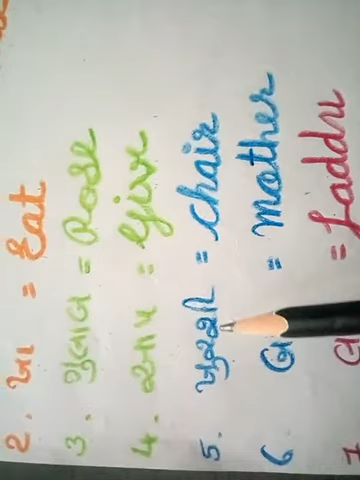 2. ખા = Eat
3. ગુલાબ = Rose
4. આપ = Give
5. ખુરશી = chair
6 = Mother
7 = Laddu